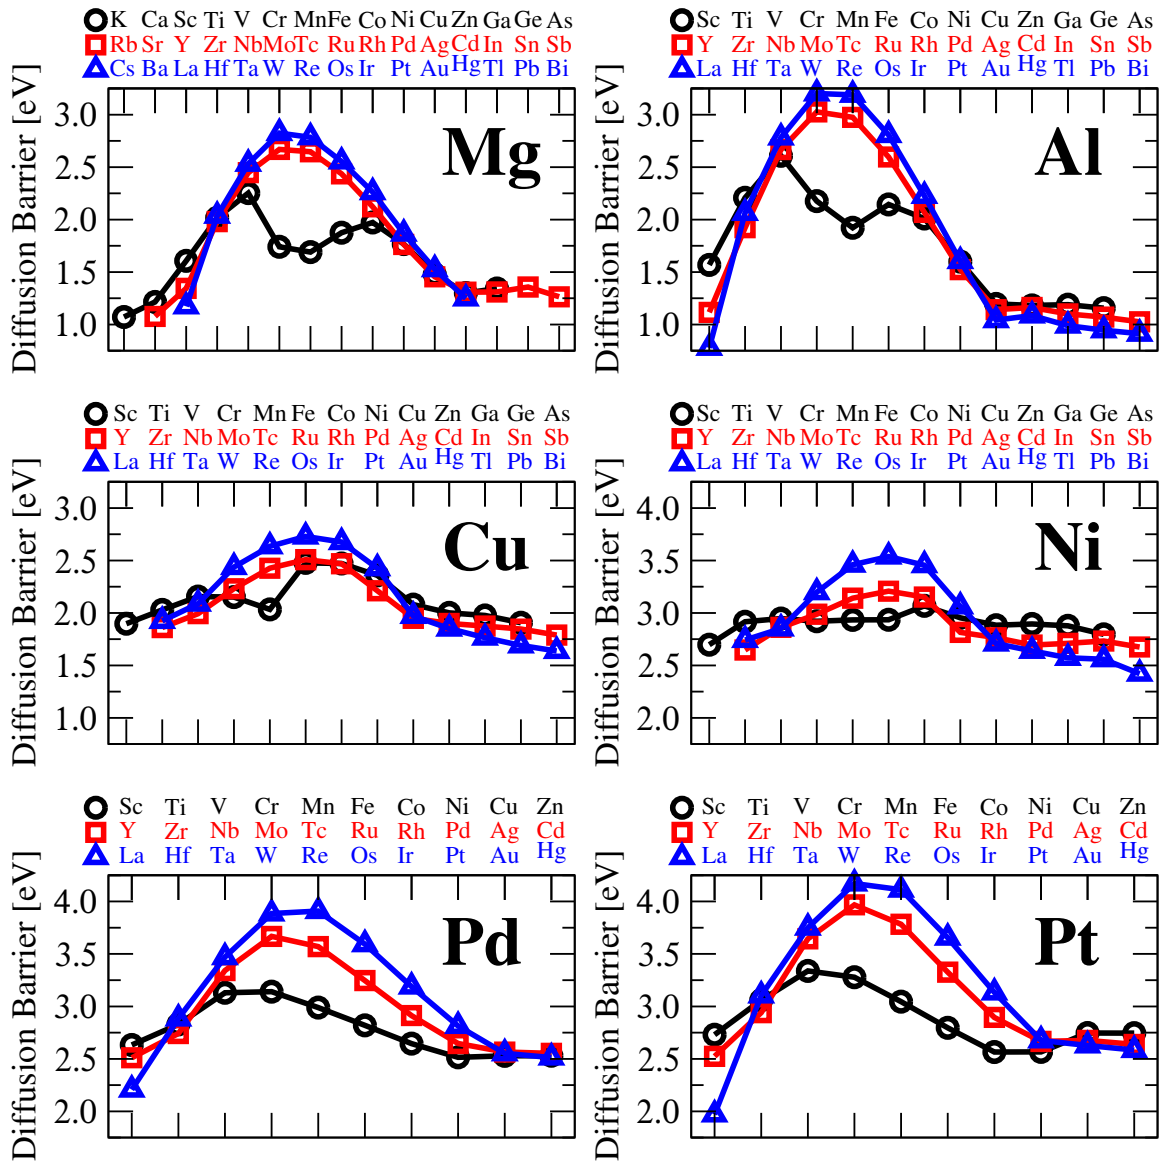 K Ca Sc Ti V Cr Mn Fe Co Ni Cu Zn Ga Ge As
Rb Sr Y Zr Nb Mo Tc Ru Rh Pd Ag Cd In Sn Sb
Cs Ba La Hf Ta W Re Os Ir Pt Au Hg Tl Pb Bi
Diffusion Barrier [eV]
3.0
2.5
2.0
1.5
1.0
Mg
Sc Ti V Cr Mn Fe Co Ni Cu Zn Ga Ge As
Y Zr Nb Mo Tc Ru Rh Pd Ag Cd In Sn Sb
La Hf Ta W Re Os Ir Pt Au Hg Tl Pb Bi
Diffusion Barrier [eV]
3.0
2.5
2.0
1.5
1.0
Al
Sc Ti V Cr Mn Fe Co Ni Cu Zn Ga Ge As
Y Zr Nb Mo Tc Ru Rh Pd Ag Cd In Sn Sb
La Hf Ta W Re Os Ir Pt Au Hg Tl Pb Bi
Diffusion Barrier [eV]
3.0
2.5
2.0
1.5
1.0
Cu
Sc Ti V Cr Mn Fe Co Ni Cu Zn Ga Ge As
Y Zr Nb Mo Tc Ru Rh Pd Ag Cd In Sn Sb
La Hf Ta W Re Os Ir Pt Au Hg Tl Pb Bi
Diffusion Barrier [eV]
4.0
3.5
3.0
2.5
2.0
Ni
Sc Ti V Cr Mn Fe Co Ni Cu Zn
Y Zr Nb Mo Tc Ru Rh Pd Ag Cd
La Hf Ta W Re Os Ir Pt Au Hg
Diffusion Barrier [eV]
4.0
3.5
3.0
2.5
2.0
Pd
Sc Ti V Cr Mn Fe Co Ni Cu Zn
Y Zr Nb Mo Tc Ru Rh Pd Ag Cd
La Hf Ta W Re Os Ir Pt Au Hg
Diffusion Barrier [eV]
4.0
3.5
3.0
2.5
2.0
Pt